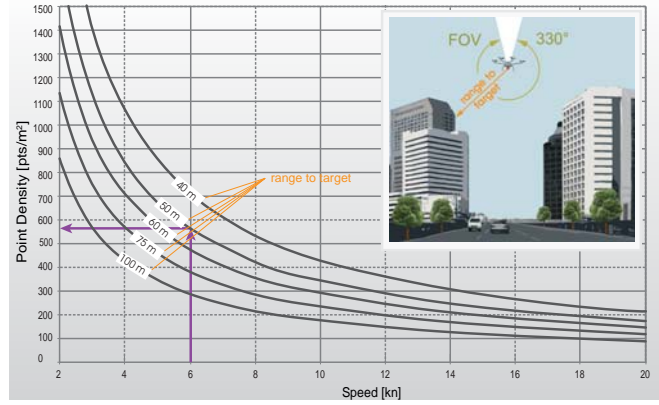 1500
1400
1300
1200
1100
1000
900
800
700
600
500
400
300
200
100
0
Point Density [pts/m²]
2
4
6
8
10
12
14
16
18
20
Speed [kn]
40 m
50 m
60 m
75 m
100 m
range to target
FOV 330°
range to
target